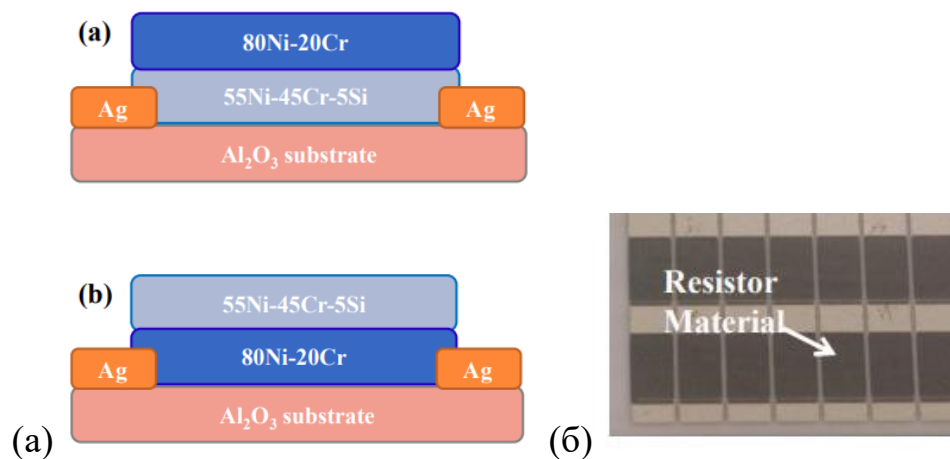 (a)
80Ni-20Cr
55Ni-45Cr-5Si
Ag
Ag
Al₂O₃ substrate
(b)
55Ni-45Cr-5Si
80Ni-20Cr
Ag
Ag
Al₂O₃ substrate
(а)
Resistor
Material
(б)